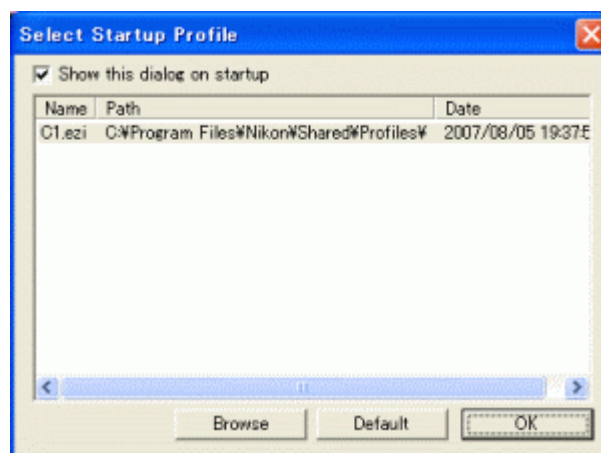 Select Startup Profile
Show this dialog on startup
Name Path Date
C1.ezi C:¥Program Files¥Nikon¥Shared¥Profiles¥ 2007/08/05 19:37:5
Browse Default OK